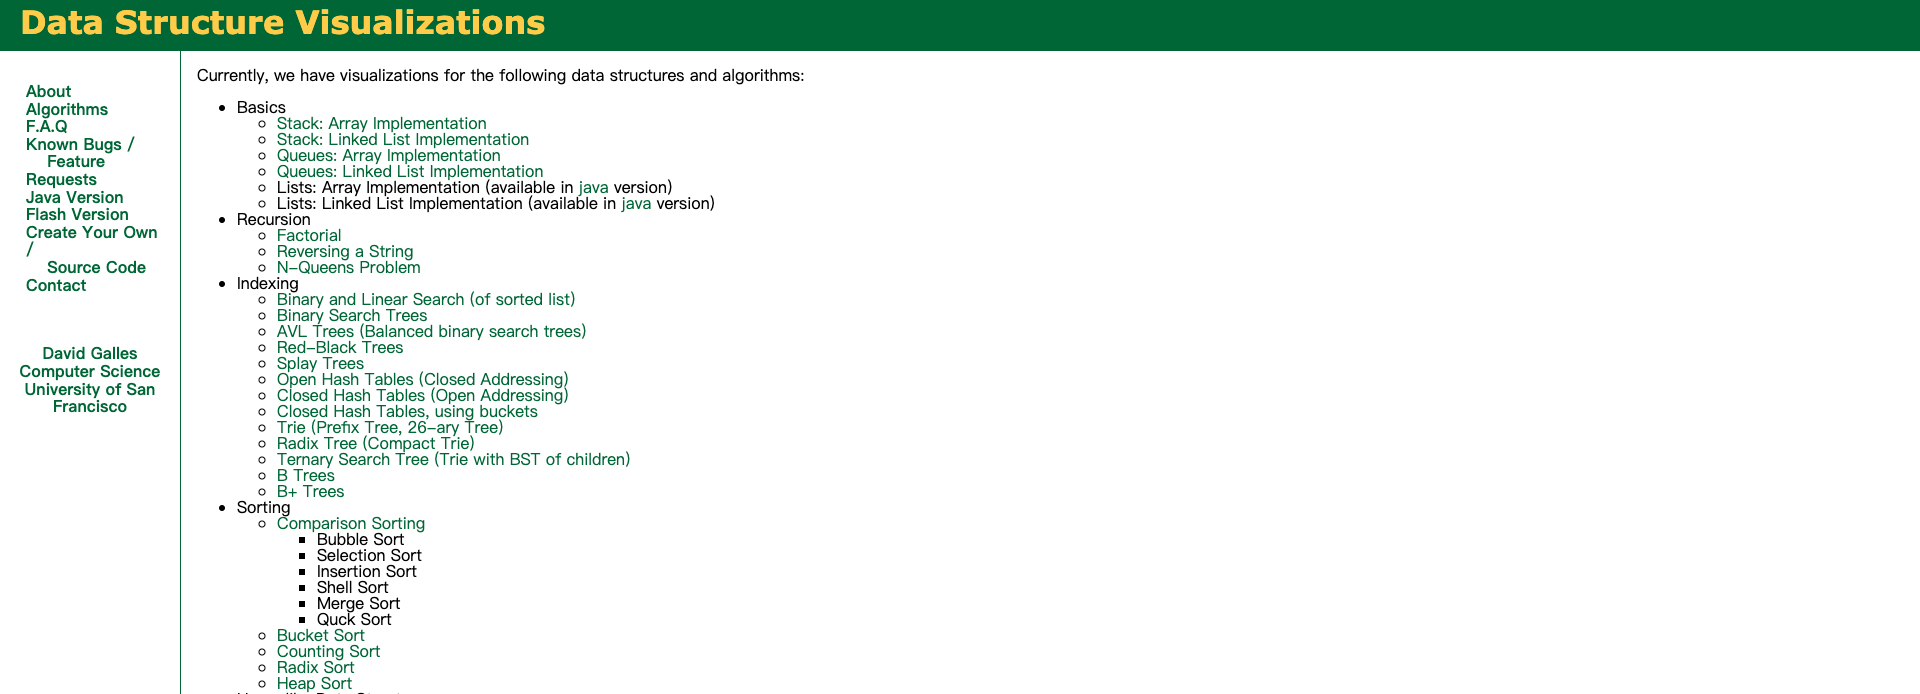 Data Structure Visualizations
About
Algorithms
F.A.Q
Known Bugs /
Feature
Requests
Java Version
Flash Version
Create Your Own
/
Source Code
Contact
David Galles
Computer Science
University of San
Francisco
Currently, we have visualizations for the following data structures and algorithms:
Basics
Stack: Array Implementation
Stack: Linked List Implementation
Queues: Array Implementation
Queues: Linked List Implementation
Lists: Array Implementation (available in java version)
Lists: Linked List Implementation (available in java version)
Recursion
Factorial
Reversing a String
N-Queens Problem
Indexing
Binary and Linear Search (of sorted list)
Binary Search Trees
AVL Trees (Balanced binary search trees)
Red-Black Trees
Splay Trees
Open Hash Tables (Closed Addressing)
Closed Hash Tables (Open Addressing)
Closed Hash Tables, using buckets
Trie (Prefix Tree, 26-ary Tree)
Radix Tree (Compact Trie)
Ternary Search Tree (Trie with BST of children)
B Trees
B+ Trees
Sorting
Comparison Sorting
Bubble Sort
Selection Sort
Insertion Sort
Shell Sort
Merge Sort
Quck Sort
Bucket Sort
Counting Sort
Radix Sort
Heap Sort